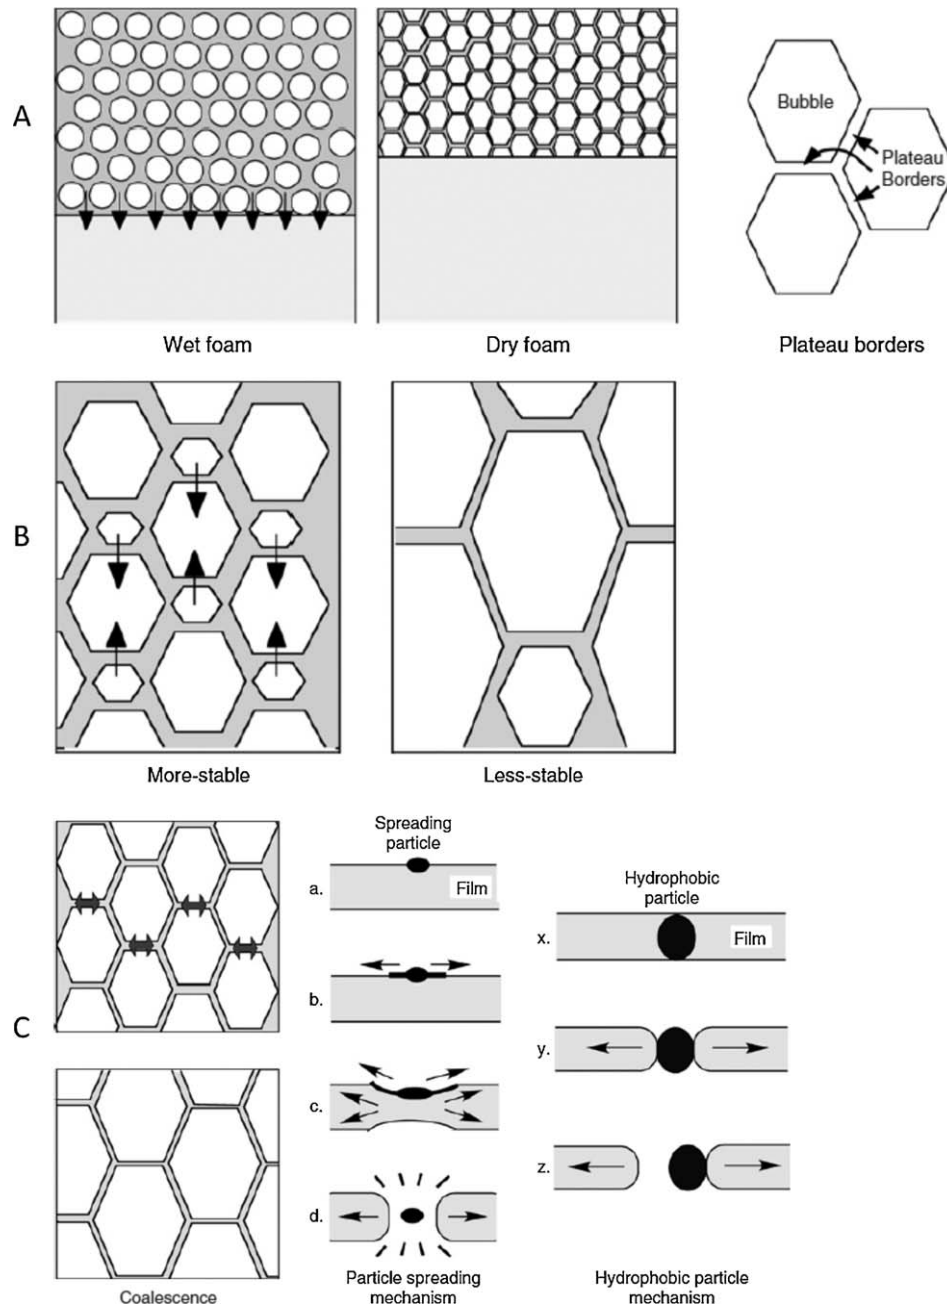 A
Bubble
Plateau
Borders
Wet foam
Dry foam
Plateau borders
B
More-stable
Less-stable
C
Spreading
particle
a.
Film
b.
c.
d.
Hydrophobic
particle
x.
Film
y.
z.
Coalescence
Particle spreading
mechanism
Hydrophobic particle
mechanism